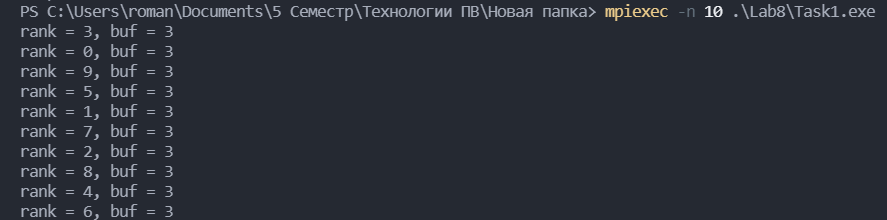 PS C:\Users\roman\Documents\5 Семестр\Технологии ПВ\Новая папка> mpiexec -n 10 .\Lab8\Task1.exe
rank = 3, buf = 3
rank = 0, buf = 3
rank = 9, buf = 3
rank = 5, buf = 3
rank = 1, buf = 3
rank = 7, buf = 3
rank = 2, buf = 3
rank = 8, buf = 3
rank = 4, buf = 3
rank = 6, buf = 3